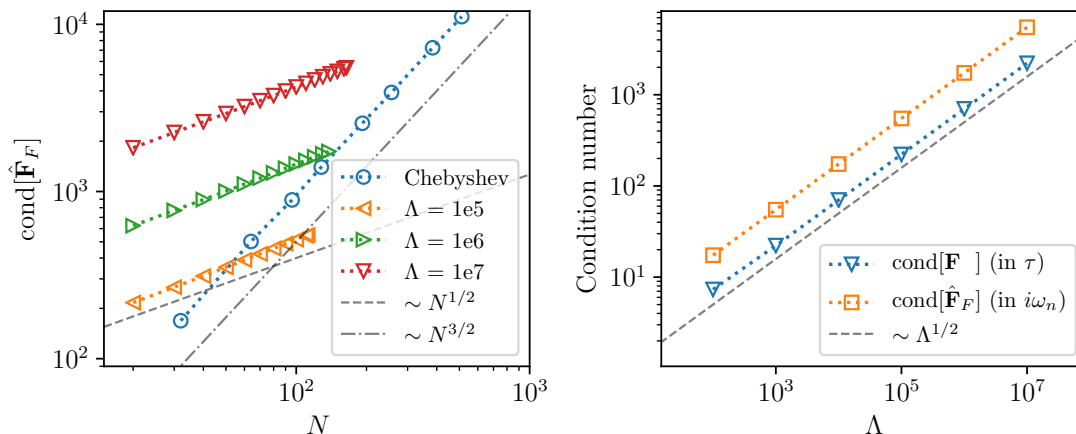 10^4
10^3
10^2
cond[F̂_F]
10^2
10^3
N
Chebyshev
Λ = 1e5
Λ = 1e6
Λ = 1e7
∼ N^{1/2}
∼ N^{3/2}
10^3
10^2
10^1
Condition number
10^3
10^5
10^7
Λ
cond[F ] (in τ)
cond[F̂_F] (in iω_n)
∼ Λ^{1/2}